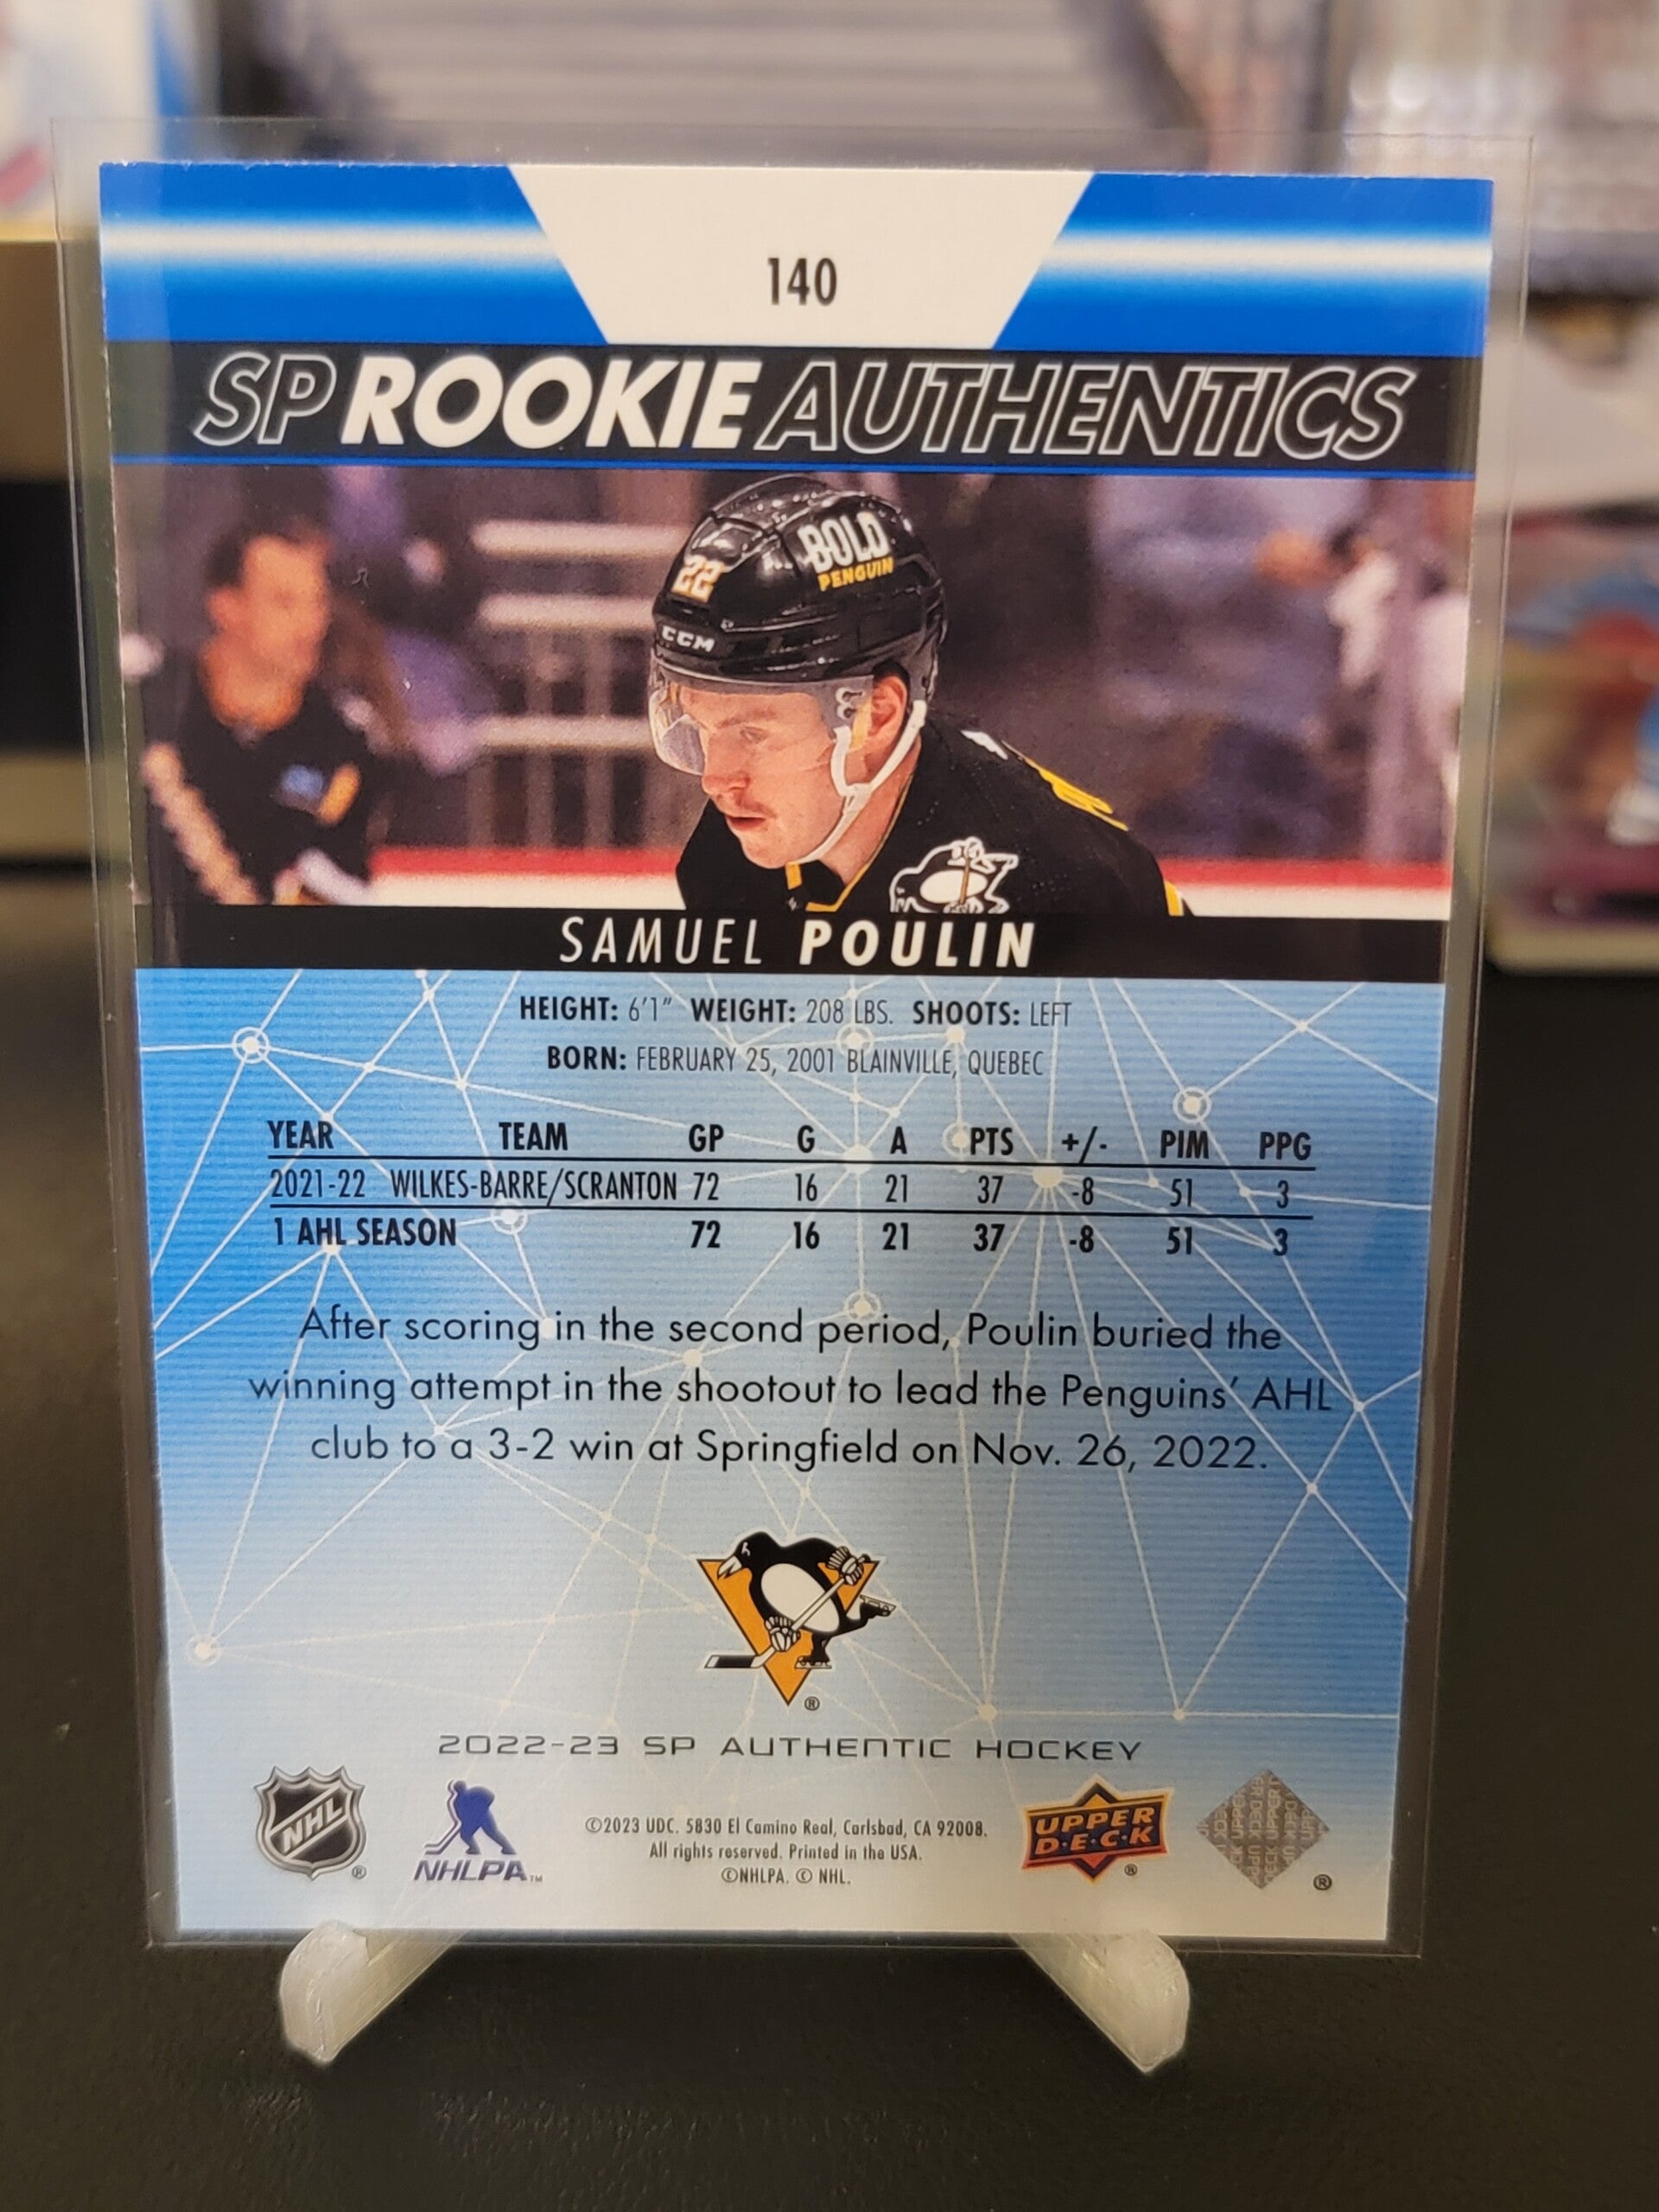 140
SP ROOKIE AUTHENTICS
BOLD
PENGUIN
22
CCM
SAMUEL POULIN
HEIGHT: 6'1" WEIGHT: 208 LBS. SHOOTS: LEFT
BORN: FEBRUARY 25, 2001 BLAINVILLE, QUEBEC
YEAR TEAM GP G A PTS +/- PIM PPG
2021-22 WILKES-BARRE/SCRANTON 72 16 21 37 -8 51 3
1 AHL SEASON 72 16 21 37 -8 51 3
After scoring in the second period, Poulin buried the
winning attempt in the shootout to lead the Penguins' AHL
club to a 3-2 win at Springfield on Nov. 26, 2022.
®
2022-23 SP AUTHENTIC HOCKEY
NHL ®
NHLPA™
©2023 UDC. 5830 El Camino Real, Carlsbad, CA 92008.
All rights reserved. Printed in the USA.
©NHLPA. © NHL.
UPPER
D·E·C·K ®
®